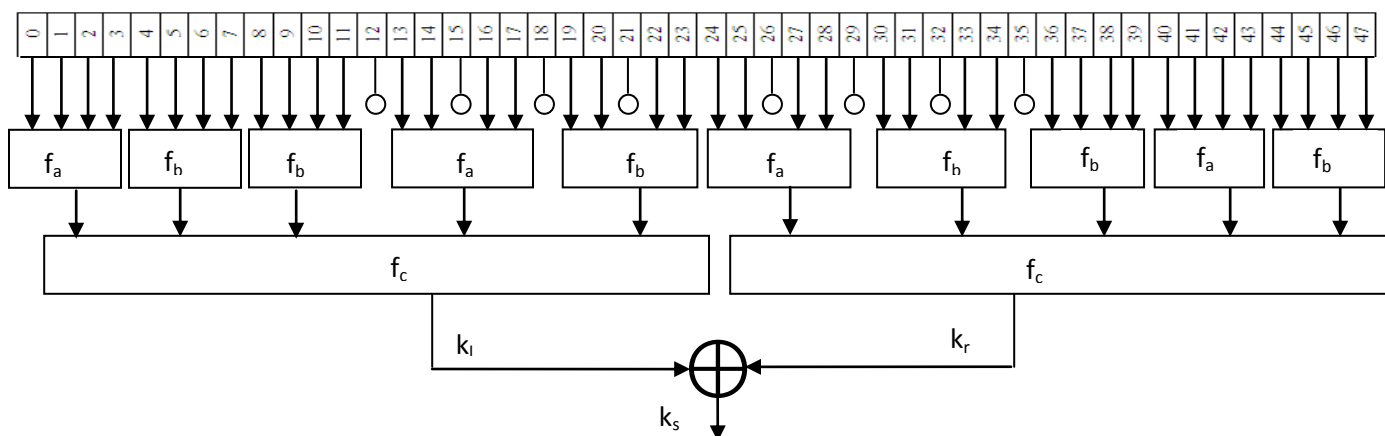 0 1 2 3 4 5 6 7 8 9 10 11 12 13 14 15 16 17 18 19 20 21 22 23 24 25 26 27 28 29 30 31 32 33 34 35 36 37 38 39 40 41 42 43 44 45 46 47
fa fb fb fa fb fa fb fb fa fb
fc fc
kl kr
ks